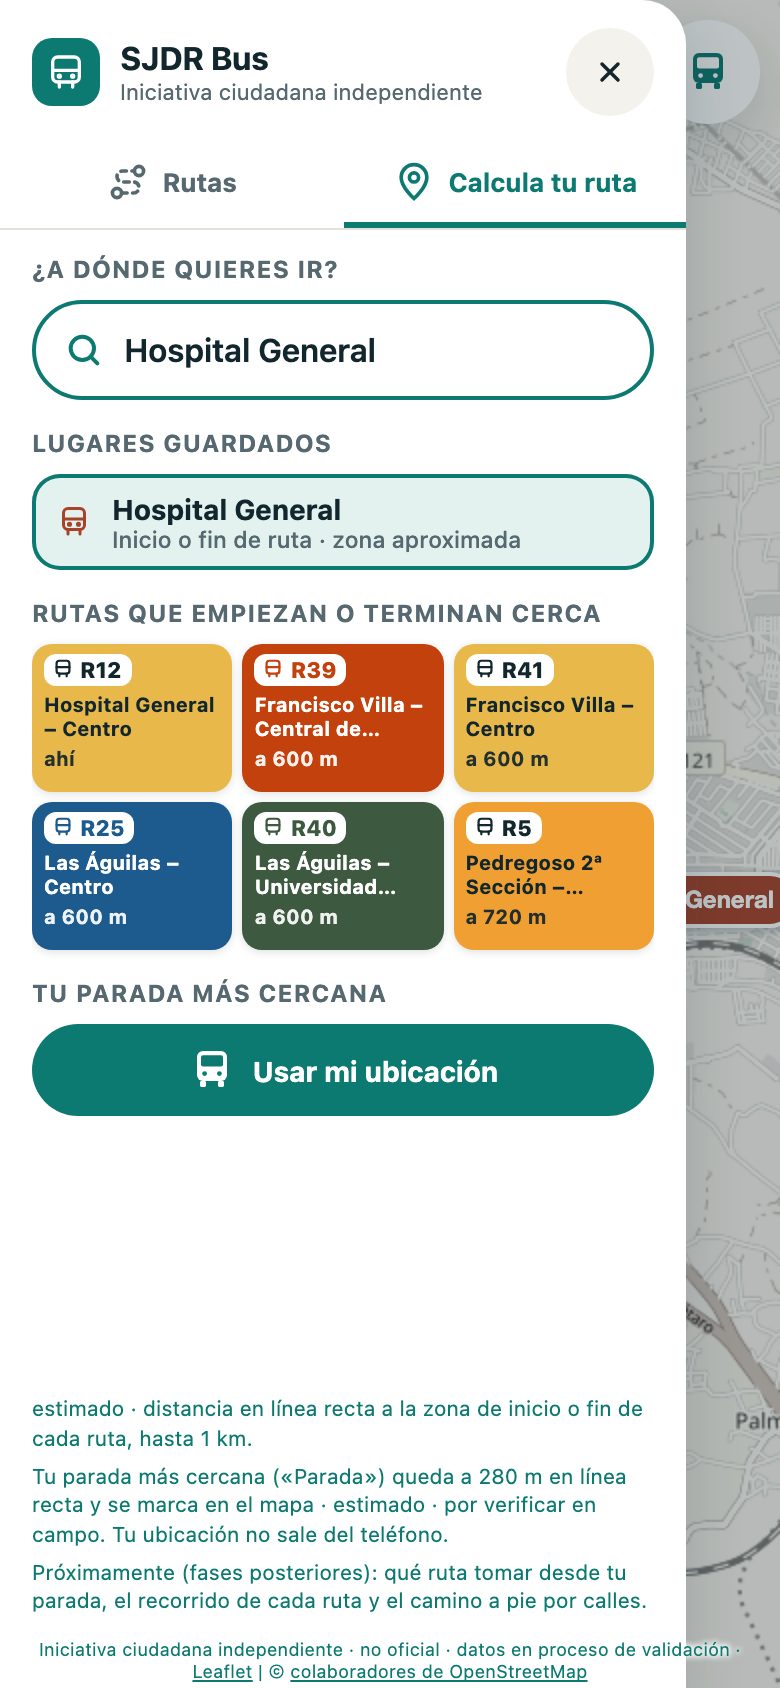 SJDR Bus
Iniciativa ciudadana independiente
Rutas
Calcula tu ruta
¿A DÓNDE QUIERES IR?
Hospital General
LUGARES GUARDADOS
Hospital General
Inicio o fin de ruta · zona aproximada
RUTAS QUE EMPIEZAN O TERMINAN CERCA
R12
Hospital General
– Centro
ahí
R39
Francisco Villa –
Central de...
a 600 m
R41
Francisco Villa –
Centro
a 600 m
121
R25
Las Águilas –
Centro
a 600 m
R40
Las Águilas –
Universidad...
a 600 m
R5
Pedregoso 2ª
Sección –...
a 720 m
General
TU PARADA MÁS CERCANA
Usar mi ubicación
estimado · distancia en línea recta a la zona de inicio o fin de
cada ruta, hasta 1 km.
Tu parada más cercana («Parada») queda a 280 m en línea
recta y se marca en el mapa · estimado · por verificar en
campo. Tu ubicación no sale del teléfono.
Próximamente (fases posteriores): qué ruta tomar desde tu
parada, el recorrido de cada ruta y el camino a pie por calles.
Iniciativa ciudadana independiente · no oficial · datos en proceso de validación ·
Leaflet | © colaboradores de OpenStreetMap